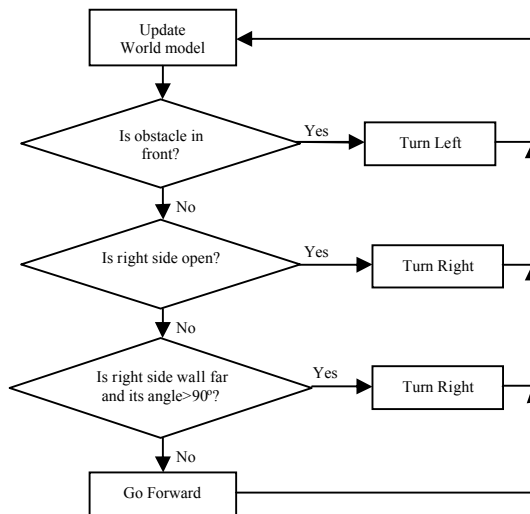 Update
World model
Is obstacle in
front?
Yes
Turn Left
No
Is right side open?
Yes
Turn Right
No
Is right side wall far
and its angle>90º?
Yes
Turn Right
No
Go Forward